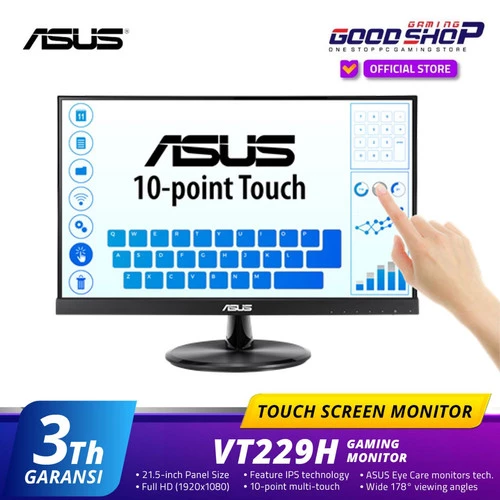 ASUS
GAMING
GOODSHOP
ONE STOP PC GAMING STORE
OFFICIAL STORE
11
ASUS
10-point Touch
Q W E R T Y U I O P
A S D F G H J K L
Z X C V B N M
ASUS
TOUCH SCREEN MONITOR
3Th
GARANSI
VT229H GAMING MONITOR
• 21.5-inch Panel Size • Feature IPS technology • ASUS Eye Care monitors tech.
• Full HD (1920x1080) • 10-point multi-touch • Wide 178° viewing angles